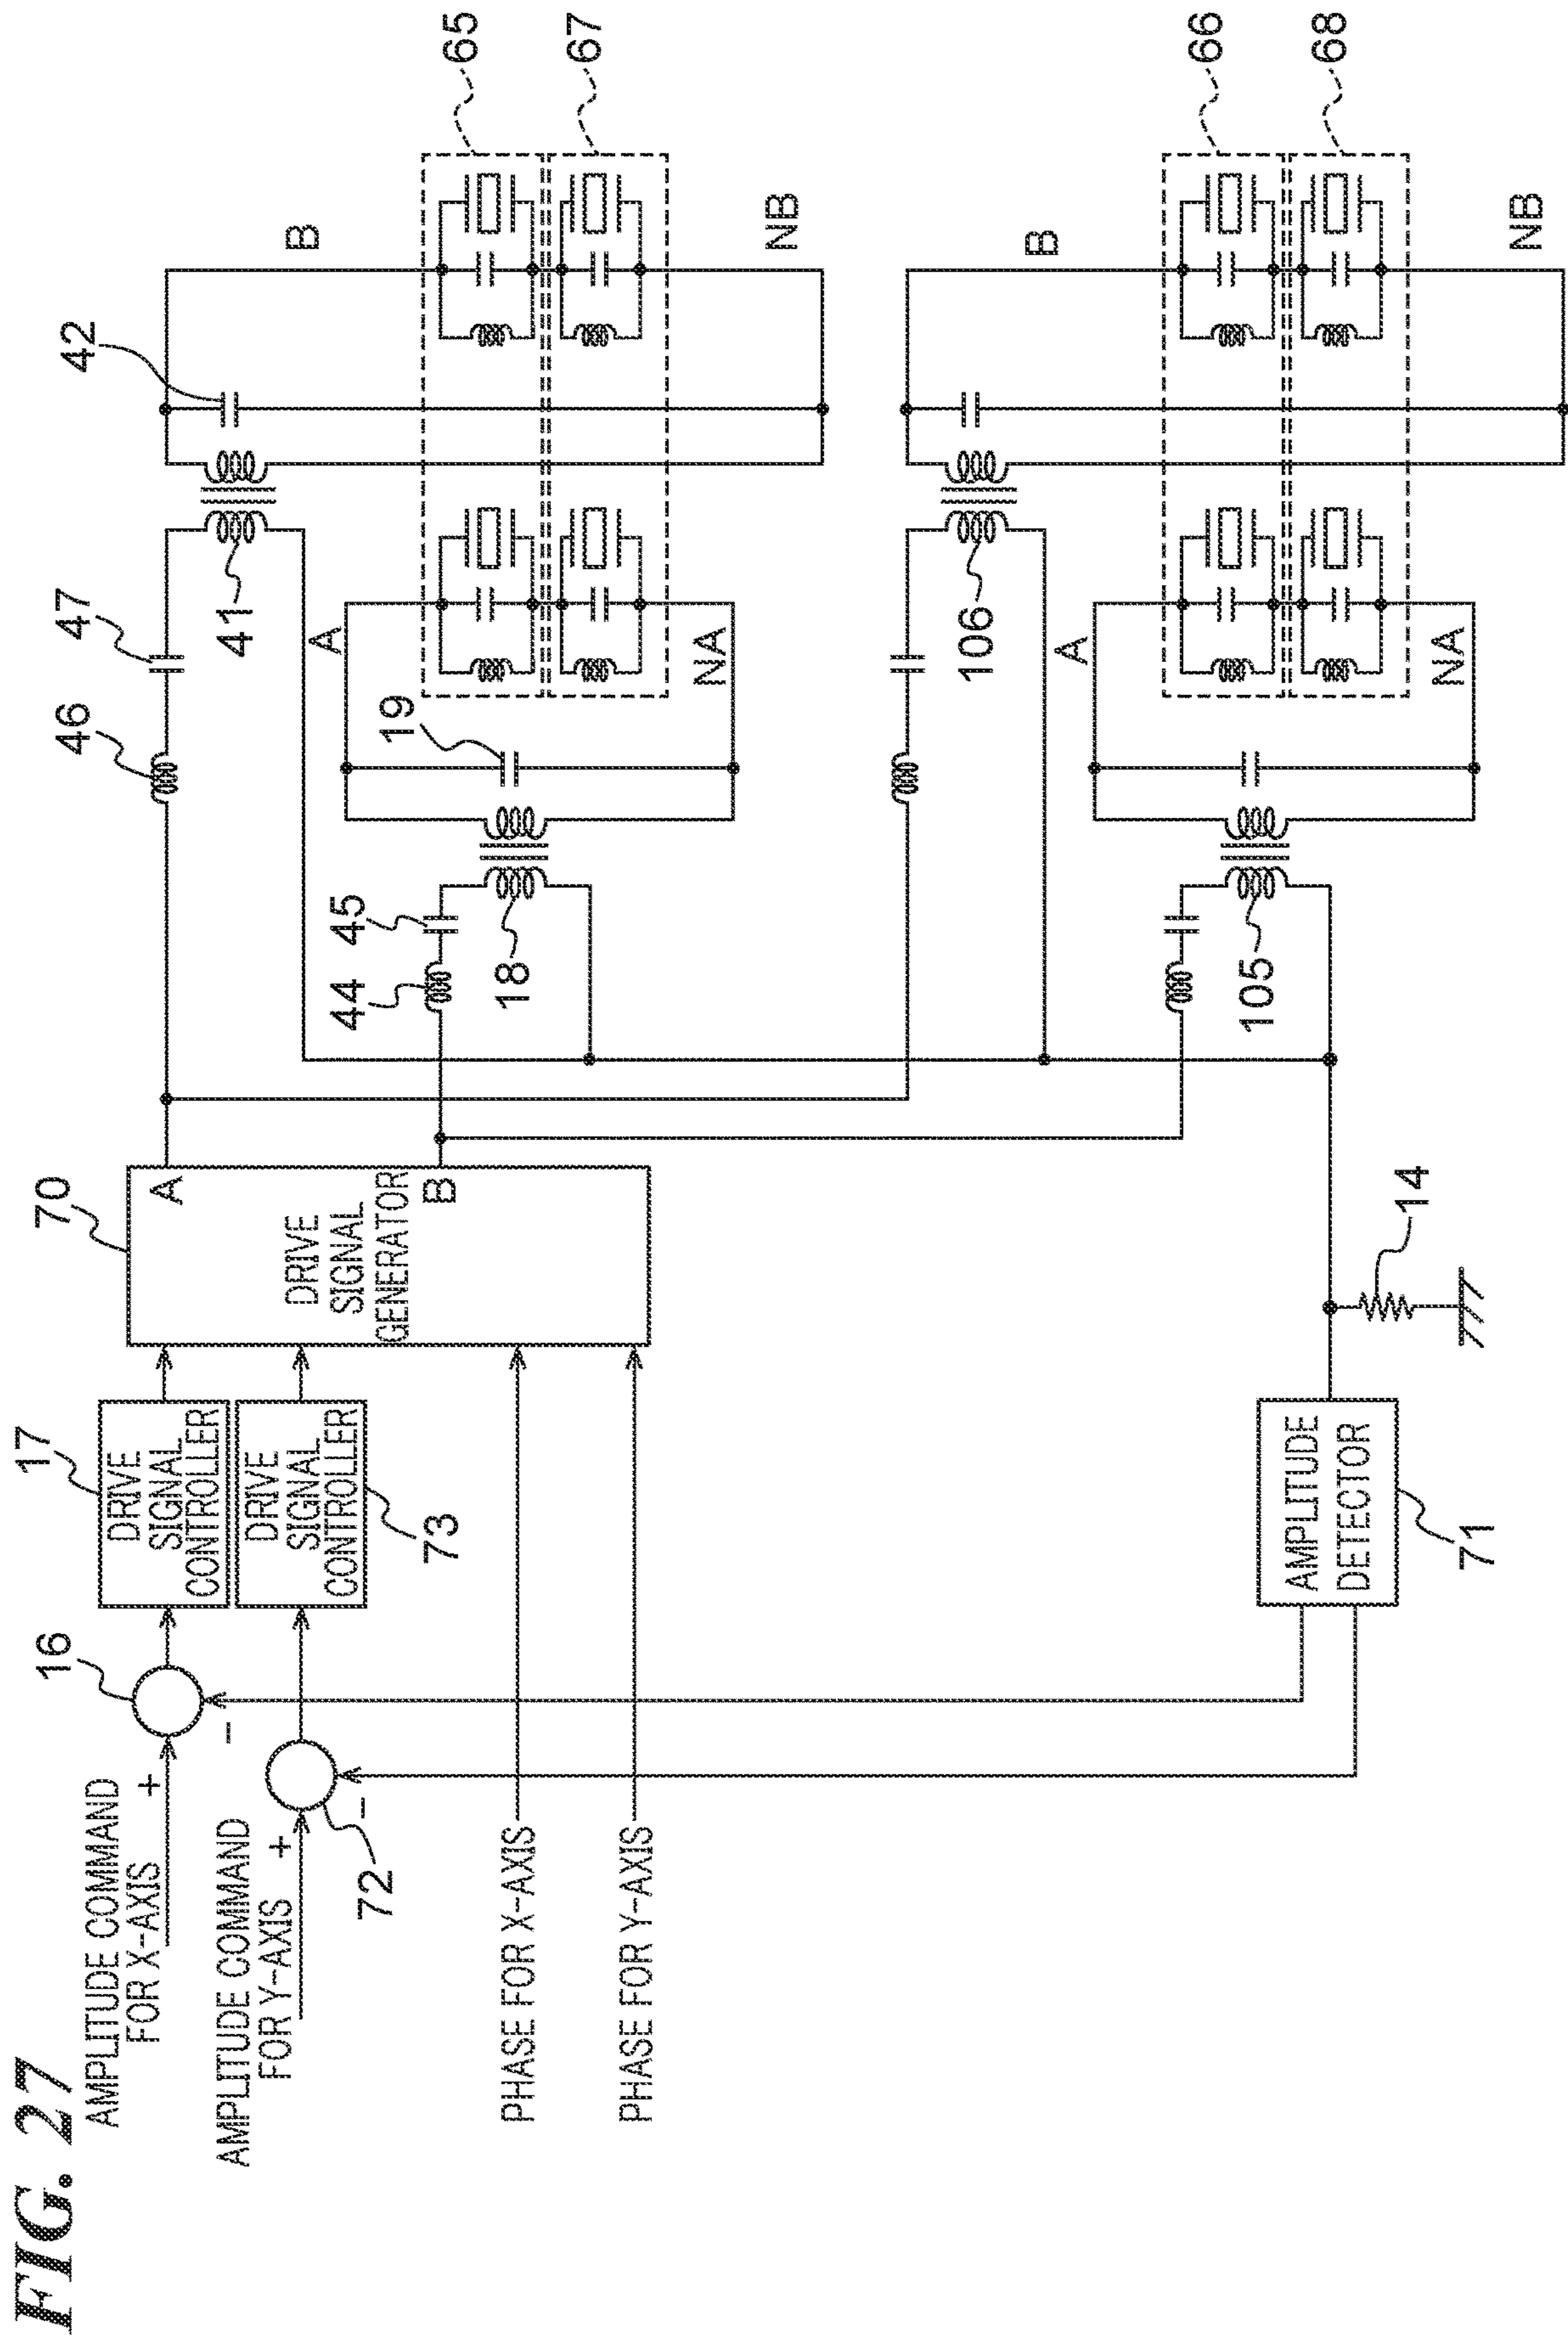 FIG. 27
AMPLITUDE COMMAND
FOR X-AXIS
+
-
16
AMPLITUDE COMMAND
FOR Y-AXIS
+
-
72
PHASE FOR X-AXIS
PHASE FOR Y-AXIS
17
DRIVE
SIGNAL
CONTROLLER
DRIVE
SIGNAL
CONTROLLER
73
70
A
DRIVE
SIGNAL
GENERATOR
B
AMPLITUDE
DETECTOR
71
14
46
47
41
42
44
45
18
19
A
NA
B
NB
65
67
106
105
A
NA
B
NB
66
68